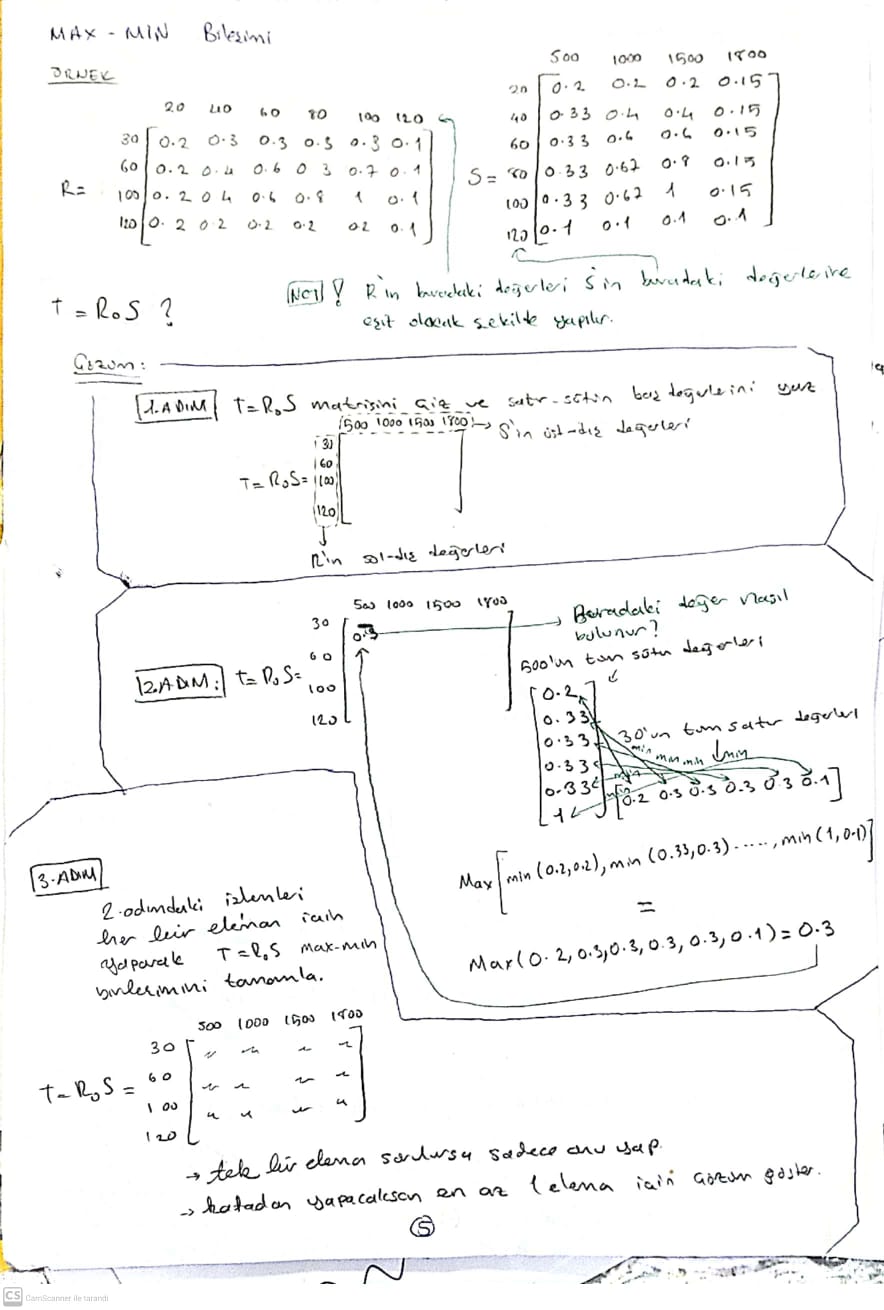 MAX - MIN Bileşimi
ÖRNEK
20 40 60 80 100 120
30 0.2 0.3 0.3 0.3 0.3 0.1
60 0.2 0.4 0.6 0 3 0.7 0.1
R= 100 0.2 0 4 0.6 0.8 1 0.1
120 0.2 0 2 0.2 0.2 02 0.1
500 1000 1500 1800
20 0.2 0.2 0.2 0.15
40 0.33 0.4 0.4 0.15
60 0.33 0.6 0.6 0.15
S= 80 0.33 0.67 0.8 0.15
100 0.33 0.67 1 0.15
120 0.1 0.1 0.1 0.1
NOT ! R'in buradaki değerleri S'in buradaki değerlerine
eşit olacak şekilde yapılır.
T = RoS ?
Çözüm:
1.ADIM T=RoS matrisini çiz ve satır-sütun baş değerlerini yaz
500 1000 1500 1800 → S'in üst-dış değerleri
30
60
T=RoS= 100
120
R'in sol-dış değerleri
500 1000 1500 1800
30 0.3 → Buradaki değer nasıl
bulunur?
60
2.ADIM: T=RoS=
100
120
500'ün tüm sütun değerleri
0.2
0.33
0.33
0.33
0.33
1
30'un tüm satır değerleri
min min min min
min min
0.2 0.3 0.3 0.3 0.3 0.1
Max [min (0.2,0.2), min (0.33,0.3) ....., min (1, 0.1)]
=
Max(0.2, 0.3, 0.3, 0.3, 0.3, 0.1) = 0.3
3.ADIM
2.adımdaki işlemleri
her bir eleman için
yaparak T=RoS max-min
birleşimini tamamla.
500 1000 1500 1800
30
60
T=RoS =
100
120
→ tek bir eleman sorulursa sadece onu yap.
→ kafadan yapacaksan en az 1 eleman için çözüm göster.
5
CS CamScanner ile tarandı